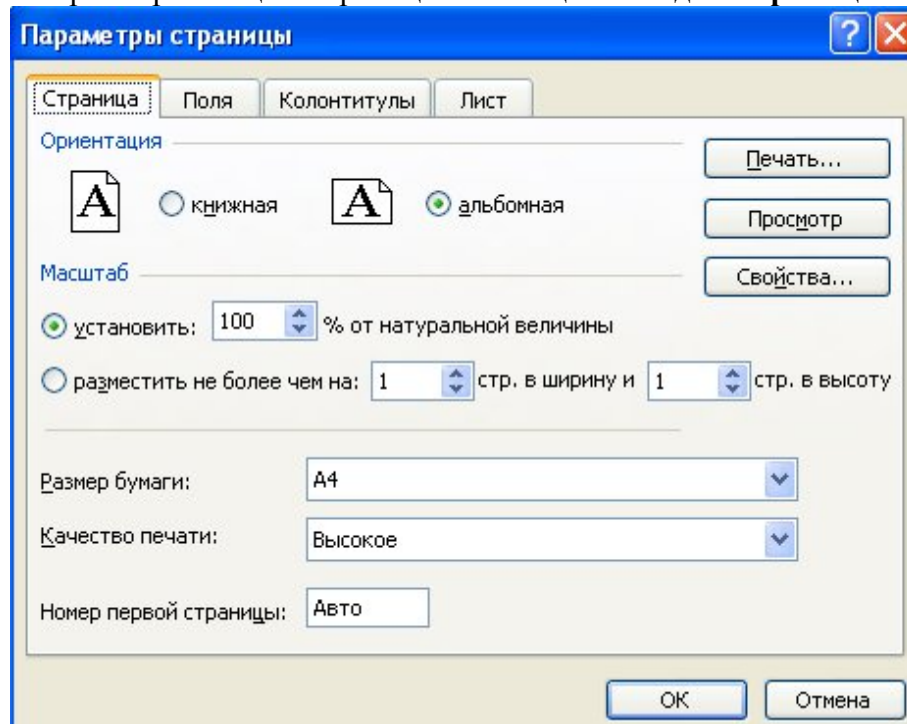 Параметры страницы
Страница Поля Колонтитулы Лист
Ориентация
Печать...
A книжная A альбомная
Просмотр
Масштаб
Свойства...
установить: 100 % от натуральной величины
разместить не более чем на: 1 стр. в ширину и 1 стр. в высоту
Размер бумаги: A4
Качество печати: Высокое
Номер первой страницы: Авто
ОК Отмена